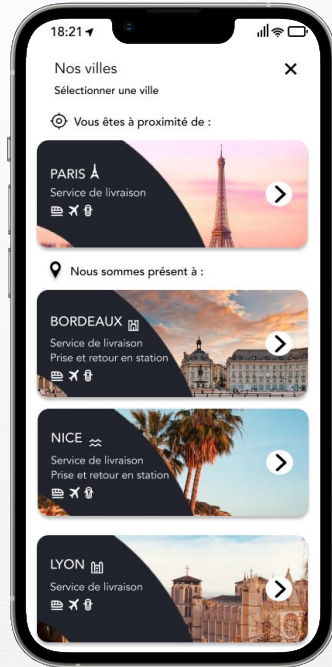 18:21
Nos villes
Sélectionner une ville
Vous êtes à proximité de :
PARIS
Service de livraison
Nous sommes présent à :
BORDEAUX
Service de livraison
Prise et retour en station
NICE
Service de livraison
Prise et retour en station
LYON
Service de livraison